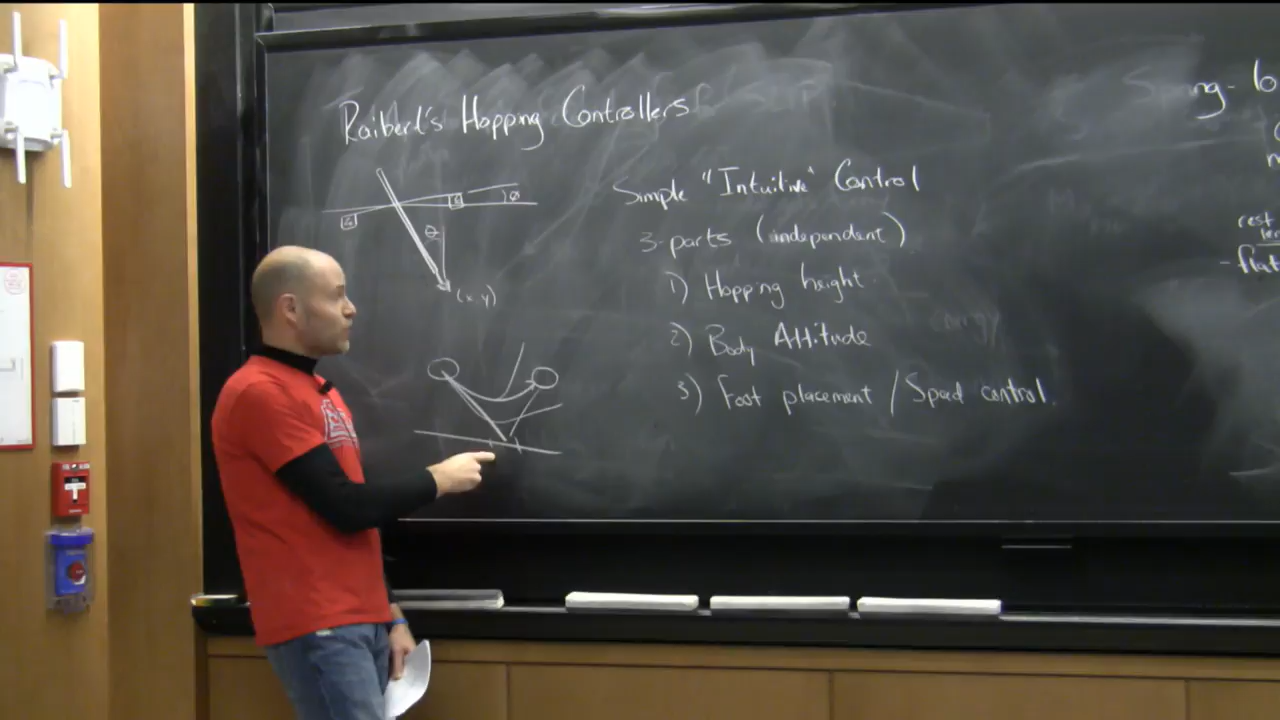 Raibert's Hopping Controllers
θ
φ
(x, y)
Simple "Intuitive" Control
3-parts (independent)
1) Hopping height
2) Body Attitude
3) Foot placement / Speed control
rest
- flat